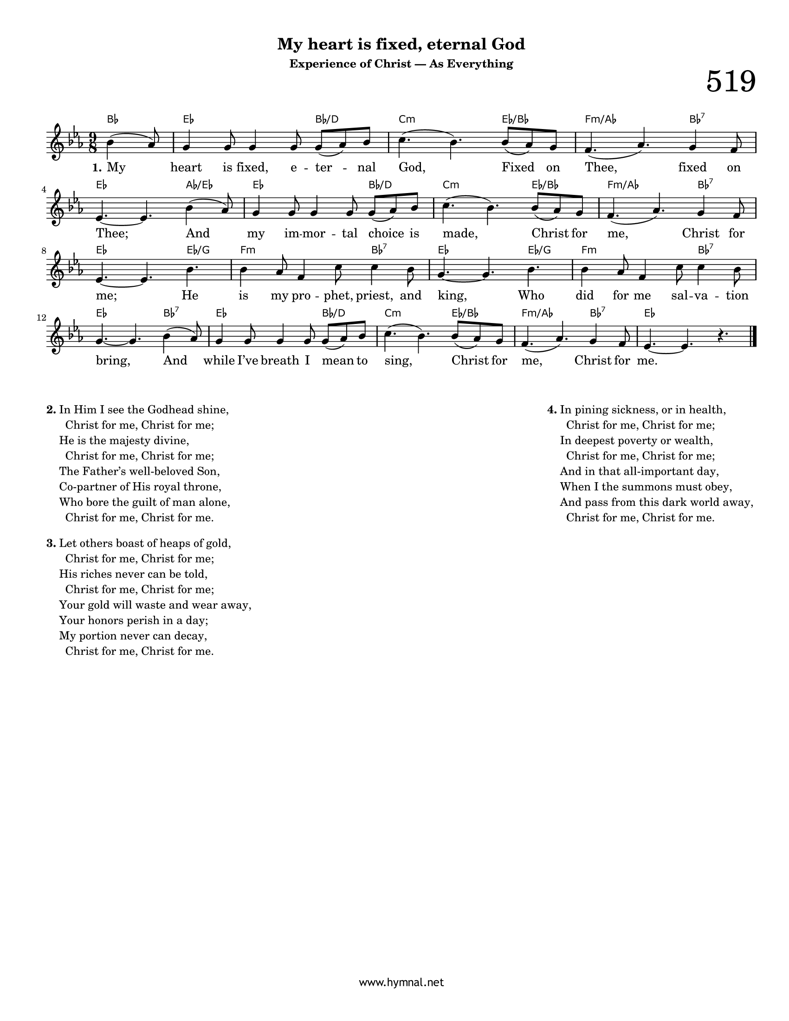 My heart is fixed, eternal God
Experience of Christ — As Everything
519
B♭ E♭ B♭/D Cm E♭/B♭ Fm/A♭ B♭7
9 8
1. My heart is fixed, e - ter - nal God, Fixed on Thee, fixed on
4 E♭ A♭/E♭ E♭ B♭/D Cm E♭/B♭ Fm/A♭ B♭7
Thee; And my im-mor - tal choice is made, Christ for me, Christ for
8 E♭ E♭/G Fm B♭7 E♭ E♭/G Fm B♭7
me; He is my pro - phet, priest, and king, Who did for me sal-va - tion
12 E♭ B♭7 E♭ B♭/D Cm E♭/B♭ Fm/A♭ B♭7 E♭
bring, And while I've breath I mean to sing, Christ for me, Christ for me.
2. In Him I see the Godhead shine,
Christ for me, Christ for me;
He is the majesty divine,
Christ for me, Christ for me;
The Father's well-beloved Son,
Co-partner of His royal throne,
Who bore the guilt of man alone,
Christ for me, Christ for me.
3. Let others boast of heaps of gold,
Christ for me, Christ for me;
His riches never can be told,
Christ for me, Christ for me;
Your gold will waste and wear away,
Your honors perish in a day;
My portion never can decay,
Christ for me, Christ for me.
4. In pining sickness, or in health,
Christ for me, Christ for me;
In deepest poverty or wealth,
Christ for me, Christ for me;
And in that all-important day,
When I the summons must obey,
And pass from this dark world away,
Christ for me, Christ for me.
www.hymnal.net